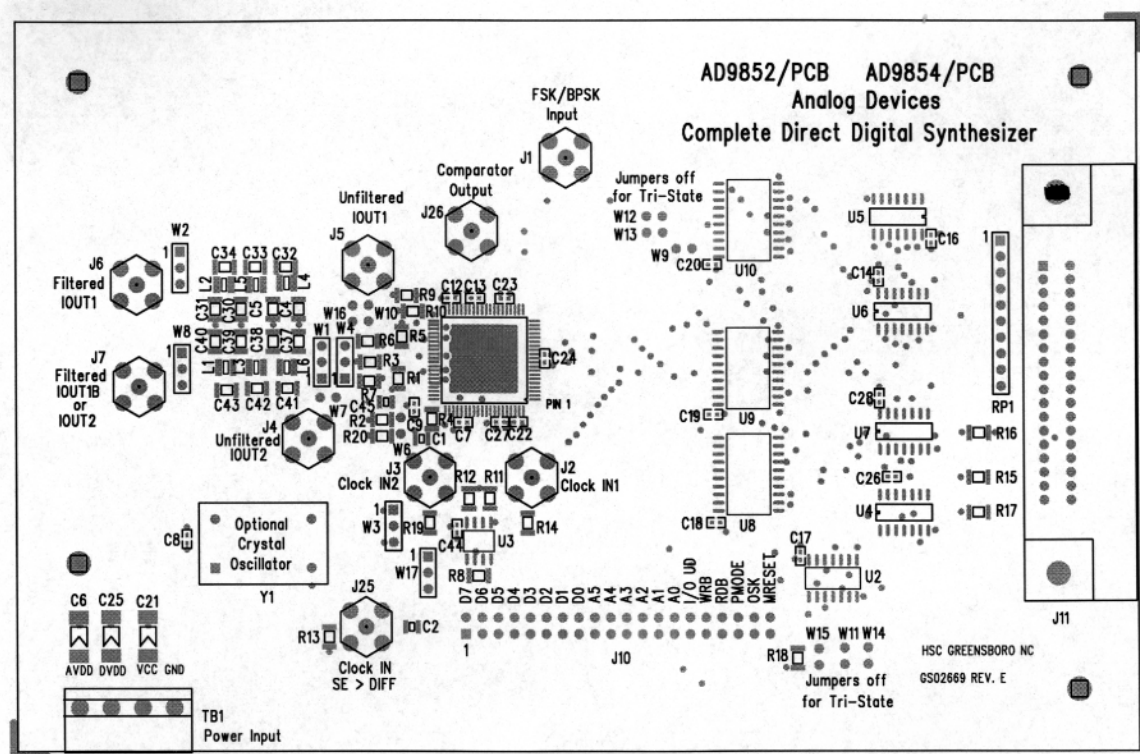 AD9852/PCB AD9854/PCB
Analog Devices
Complete Direct Digital Synthesizer
FSK/BPSK
Input
J1
Comparator
Output
J26
Unfiltered
IOUT1
J5
Jumpers off
for Tri-State
W12
W13
W9
C20
U10
U5
C16
C14
U6
1
RP1
W2
1
J6
Filtered
IOUT1
C34 C33 C32
L2 L5 L4
C31 C30 C5 C4
W8
1
C40 C39 C38 C37
L1 L3 L6
C43 C42 C41
J7
Filtered
IOUT1B
or
IOUT2
W16
W1 W4
W10
R9
R10
C12 C13 C23
R5
R6
R3
R1
R7
C45
R2
R20
W7
W6
C9
R4
C1
C7 C27 C22
C24
PIN 1
J4
Unfiltered
IOUT2
C19
U9
C28
U7
R16
C26
R15
U4
R17
C18
U8
J3
Clock IN2
R12 R11
J2
Clock IN1
1
W3
R19
C44
U3
R14
1
W17
R8
C8
Optional
Crystal
Oscillator
Y1
C17
U2
J11
C6 C25 C21
AVDD DVDD VCC GND
J25
R13
C2
Clock IN
SE > DIFF
D7
D6
D5
D4
D3
D2
D1
D0
A5
A4
A3
A2
A1
A0
I/O UD
WRB
RDB
PMODE
OSK
MRESET
1
J10
W15 W11 W14
R18
Jumpers off
for Tri-State
HSC GREENSBORO NC
GS02669 REV. E
TB1
Power Input